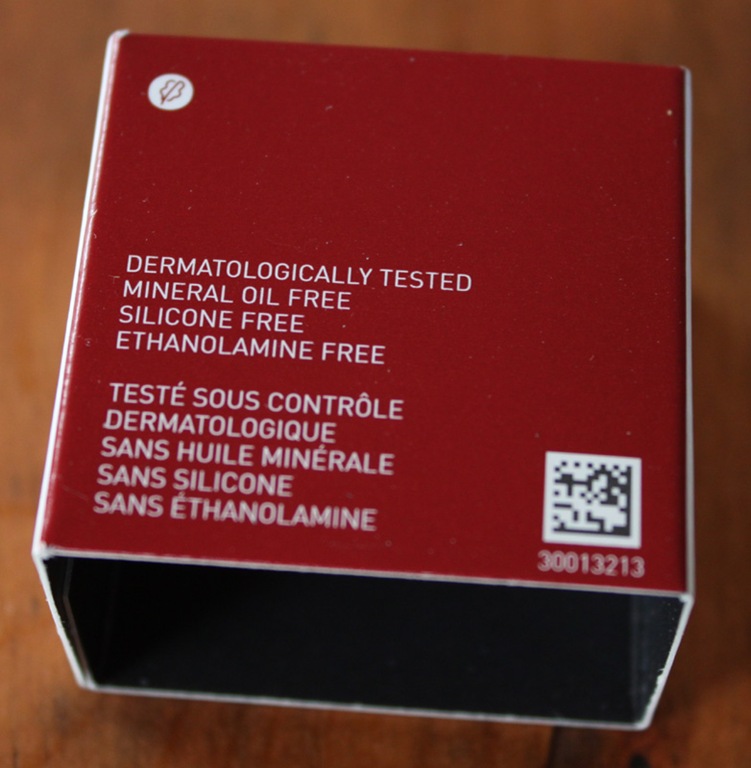 DERMATOLOGICALLY TESTED
MINERAL OIL FREE
SILICONE FREE
ETHANOLAMINE FREE
TESTÉ SOUS CONTRÔLE
DERMATOLOGIQUE
SANS HUILE MINÉRALE
SANS SILICONE
SANS ÉTHANOLAMINE
30013213